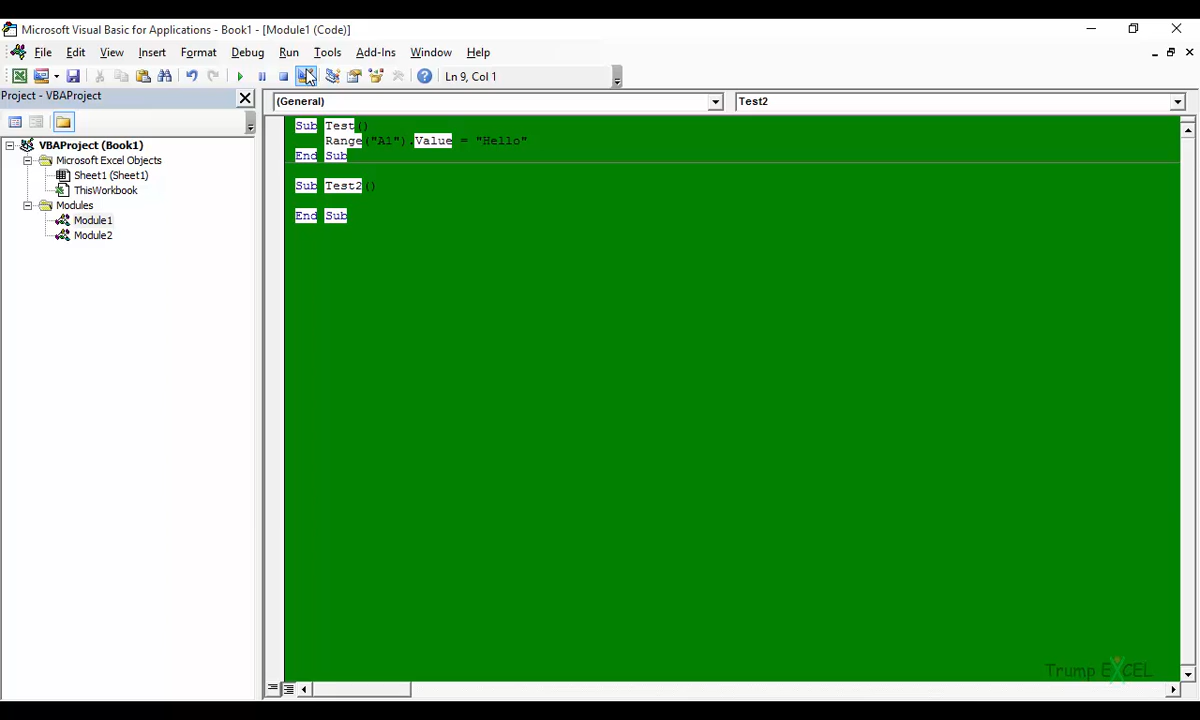 Microsoft Visual Basic for Applications - Book1 - [Module1 (Code)]
File Edit View Insert Format Debug Run Tools Add-Ins Window Help
Ln 9, Col 1
Project - VBAProject
(General)
Test2
VBAProject (Book1)
Microsoft Excel Objects
Sheet1 (Sheet1)
ThisWorkbook
Modules
Module1
Module2
Sub Test()
Range("A1").Value = "Hello"
End Sub
Sub Test2()
End Sub
Trump EXCEL